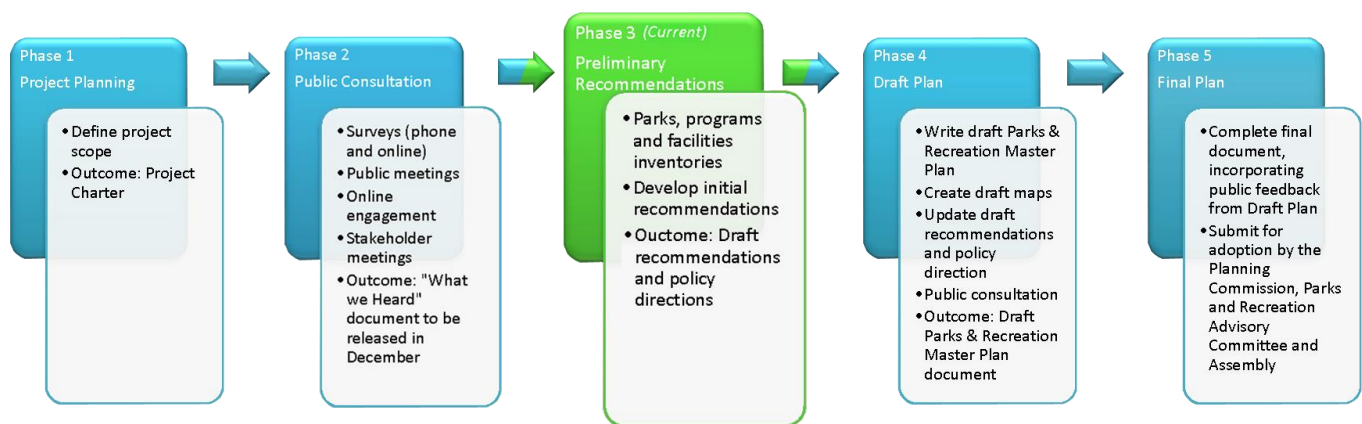 Phase 1
Project Planning
• Define project
scope
• Outcome: Project
Charter
Phase 2
Public Consultation
• Surveys (phone
and online)
• Public meetings
• Online
engagement
• Stakeholder
meetings
• Outcome: "What
we Heard"
document to be
released in
December
Phase 3 (Current)
Preliminary
Recommendations
• Parks, programs
and facilities
inventories
• Develop initial
recommendations
• Ouctome: Draft
recommendations
and policy
directions
Phase 4
Draft Plan
• Write draft Parks &
Recreation Master
Plan
• Create draft maps
• Update draft
recommendations
and policy
direction
• Public consultation
• Outcome: Draft
Parks & Recreation
Master Plan
document
Phase 5
Final Plan
• Complete final
document,
incorporating
public feedback
from Draft Plan
• Submit for
adoption by the
Planning
Commission, Parks
and Recreation
Advisory
Committee and
Assembly